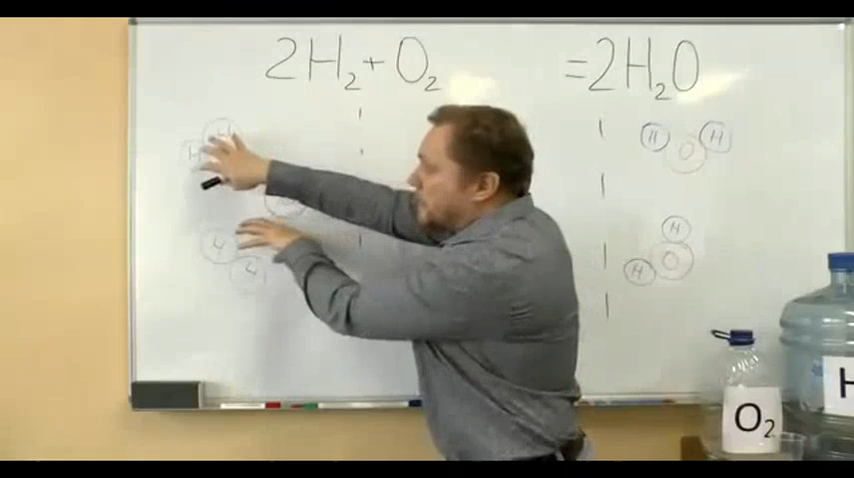 2H₂ + O₂ = 2H₂O
H H
H O H
H
H O
H H
O₂ H